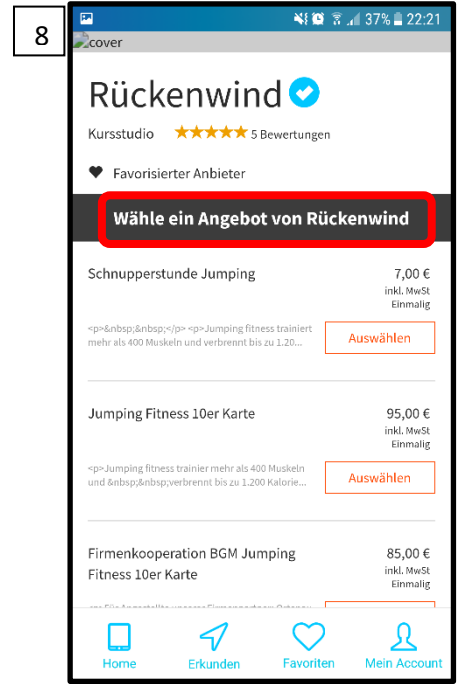 8
37% 22:21
cover
Rückenwind
Kursstudio 5 Bewertungen
Favorisierter Anbieter
Wähle ein Angebot von Rückenwind
Schnupperstunde Jumping 7,00 €
inkl. MwSt
Einmalig
<p>&nbsp;&nbsp;</p> <p>Jumping fitness trainiert
mehr als 400 Muskeln und verbrennt bis zu 1.20...
Auswählen
Jumping Fitness 10er Karte 95,00 €
inkl. MwSt
Einmalig
<p>Jumping fitness trainier mehr als 400 Muskeln
und &nbsp;&nbsp;verbrennt bis zu 1.200 Kalorie...
Auswählen
Firmenkooperation BGM Jumping 85,00 €
Fitness 10er Karte
inkl. MwSt
Einmalig
Home Erkunden Favoriten Mein Account